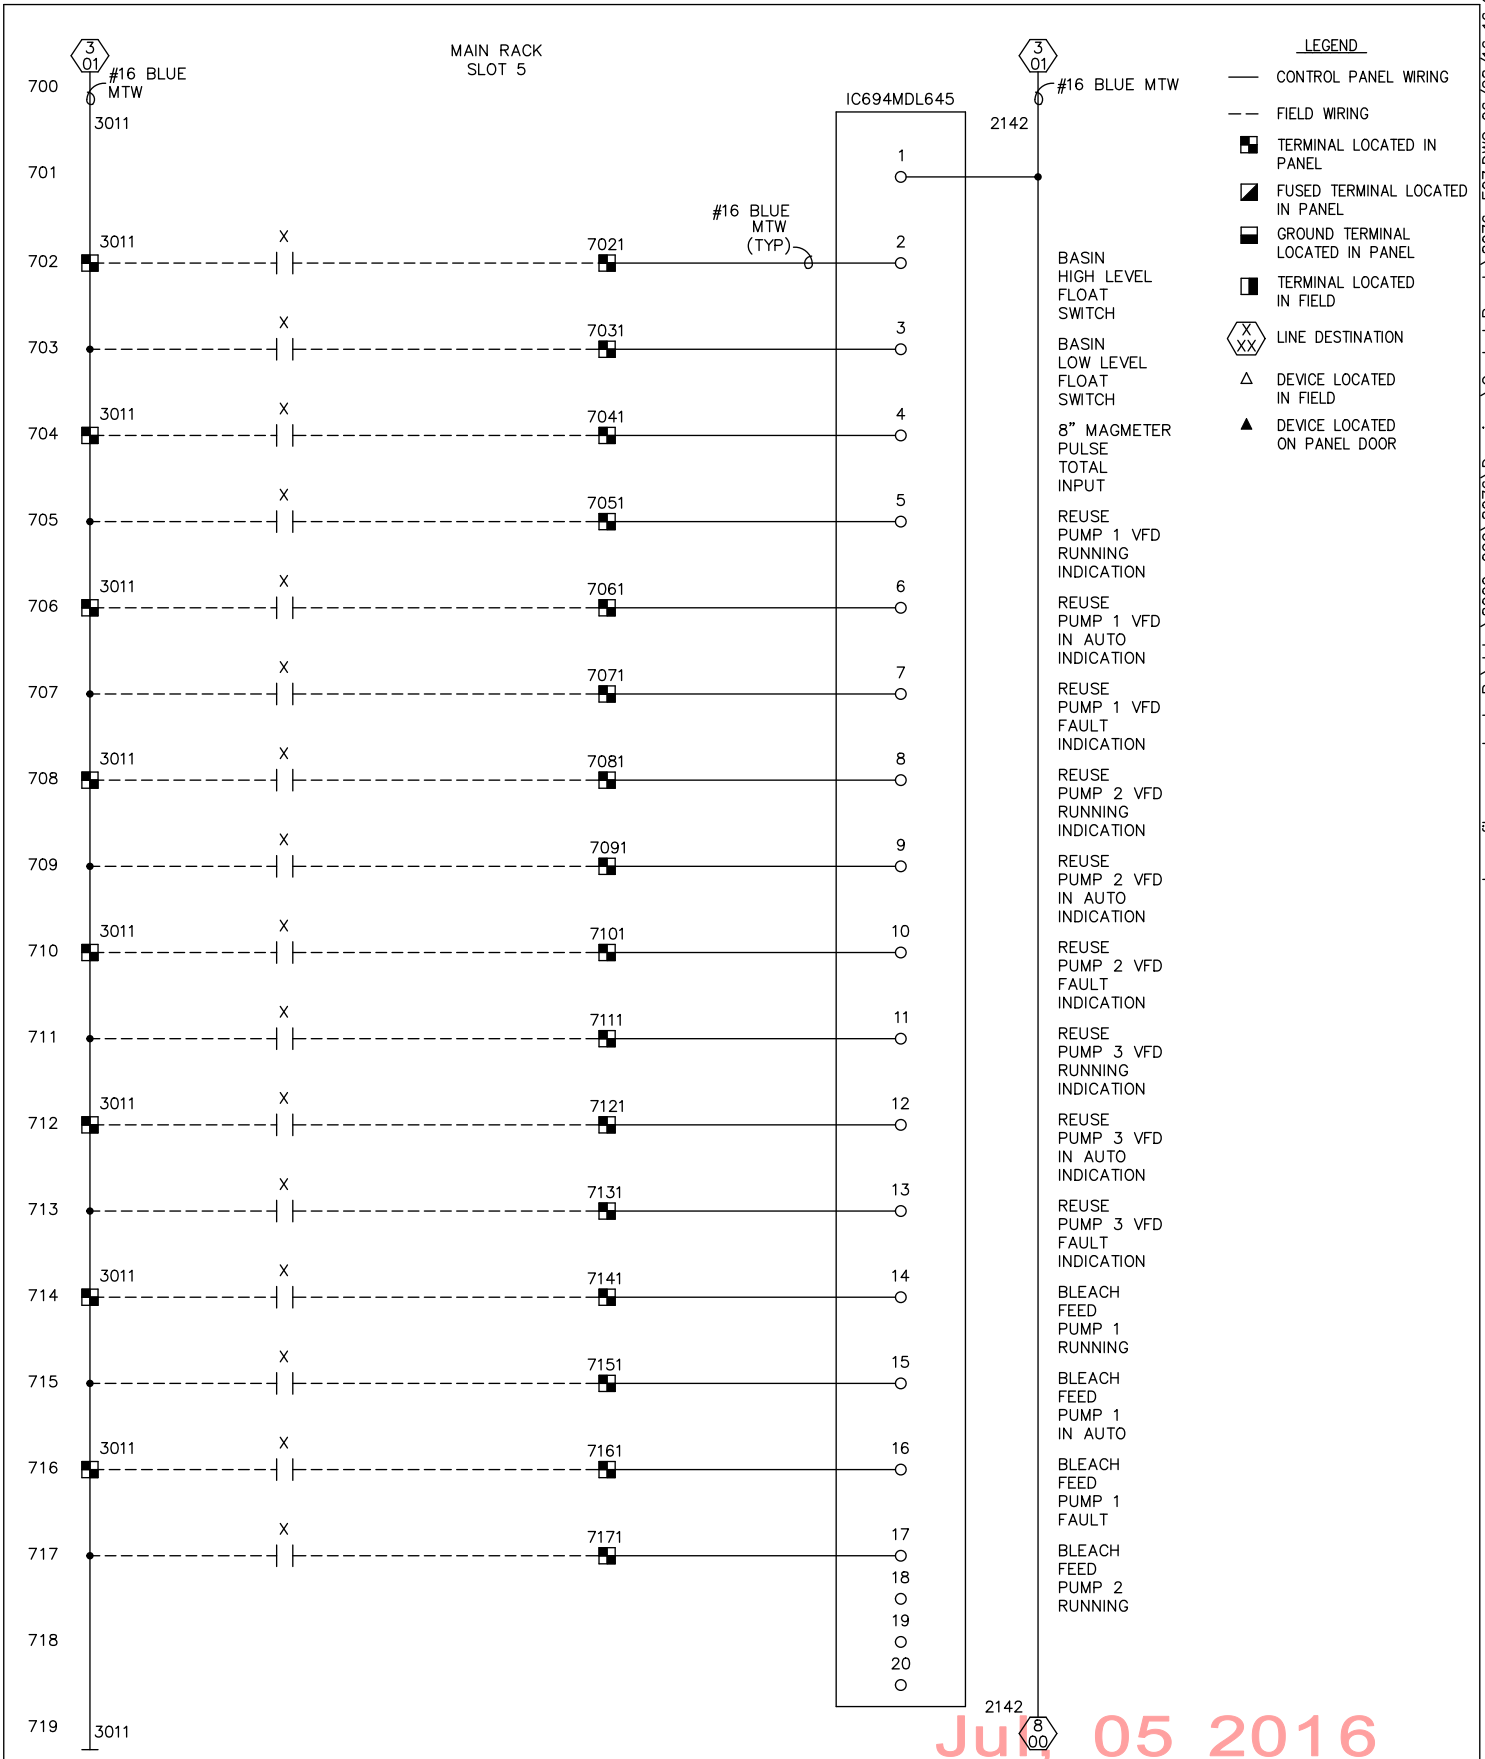 3
01
MAIN RACK
SLOT 5
3
01
LEGEND
700
#16 BLUE
MTW
3011
IC694MDL645
#16 BLUE MTW
2142
CONTROL PANEL WIRING
FIELD WIRING
TERMINAL LOCATED IN
PANEL
FUSED TERMINAL LOCATED
IN PANEL
GROUND TERMINAL
LOCATED IN PANEL
TERMINAL LOCATED
IN FIELD
X
XX
LINE DESTINATION
DEVICE LOCATED
IN FIELD
DEVICE LOCATED
ON PANEL DOOR
701
1
#16 BLUE
MTW
(TYP)
702
3011
X
7021
2
BASIN
HIGH LEVEL
FLOAT
SWITCH
703
X
7031
3
BASIN
LOW LEVEL
FLOAT
SWITCH
704
3011
X
7041
4
8” MAGMETER
PULSE
TOTAL
INPUT
705
X
7051
5
REUSE
PUMP 1 VFD
RUNNING
INDICATION
706
3011
X
7061
6
REUSE
PUMP 1 VFD
IN AUTO
INDICATION
707
X
7071
7
REUSE
PUMP 1 VFD
FAULT
INDICATION
708
3011
X
7081
8
REUSE
PUMP 2 VFD
RUNNING
INDICATION
709
X
7091
9
REUSE
PUMP 2 VFD
IN AUTO
INDICATION
710
3011
X
7101
10
REUSE
PUMP 2 VFD
FAULT
INDICATION
711
X
7111
11
REUSE
PUMP 3 VFD
RUNNING
INDICATION
712
3011
X
7121
12
REUSE
PUMP 3 VFD
IN AUTO
INDICATION
713
X
7131
13
REUSE
PUMP 3 VFD
FAULT
INDICATION
714
3011
X
7141
14
BLEACH
FEED
PUMP 1
RUNNING
715
X
7151
15
BLEACH
FEED
PUMP 1
IN AUTO
716
3011
X
7161
16
BLEACH
FEED
PUMP 1
FAULT
717
X
7171
17
BLEACH
FEED
PUMP 2
RUNNING
18
718
19
20
719
3011
2142
8
00
Jul 05 2016